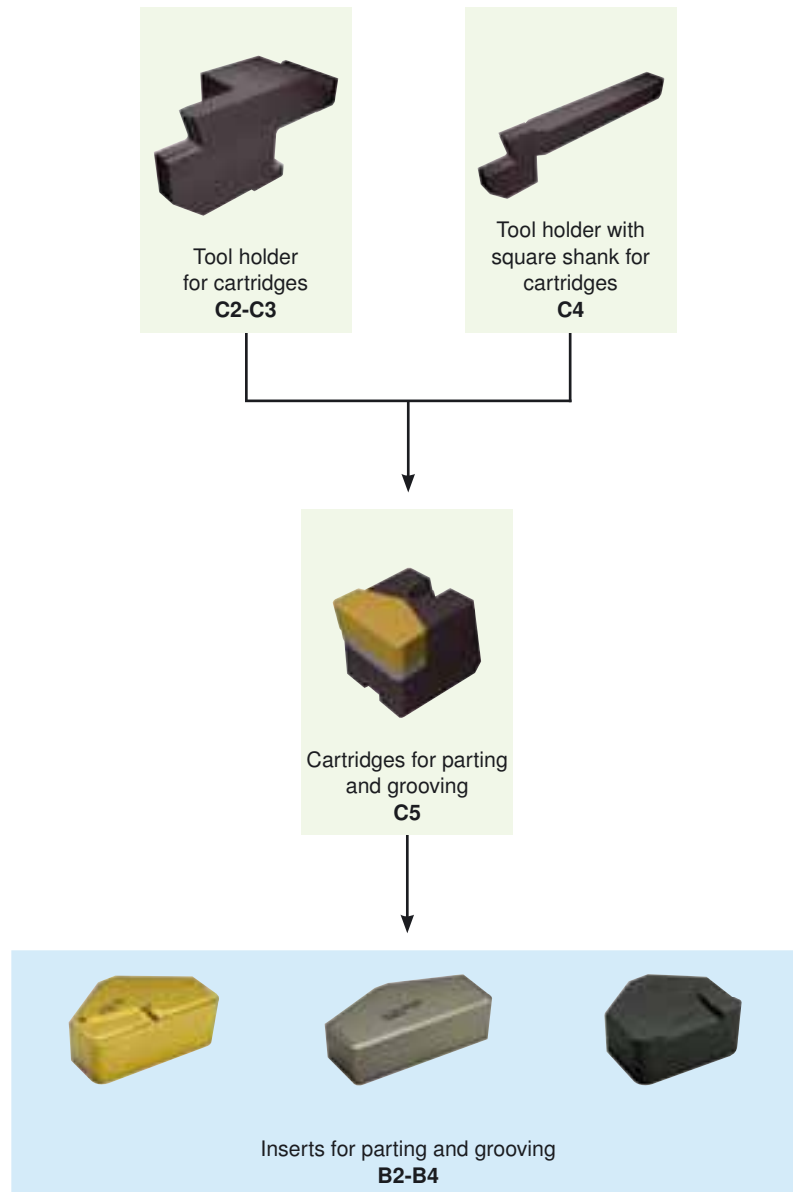 Tool holder
for cartridges
C2-C3
Tool holder with
square shank for
cartridges
C4
Cartridges for parting
and grooving
C5
Inserts for parting and grooving
B2-B4